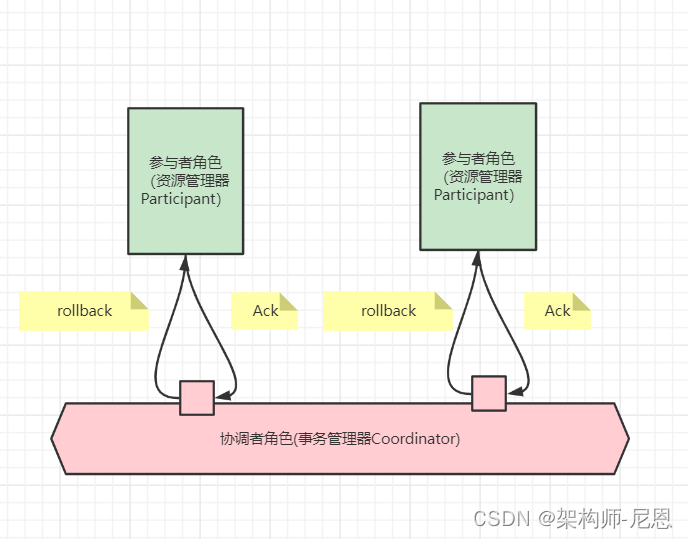 参与者角色
（资源管理器
Participant）
参与者角色
（资源管理器
Participant）
rollback
Ack
rollback
Ack
协调者角色(事务管理器Coordinator)
CSDN @架构师-尼恩